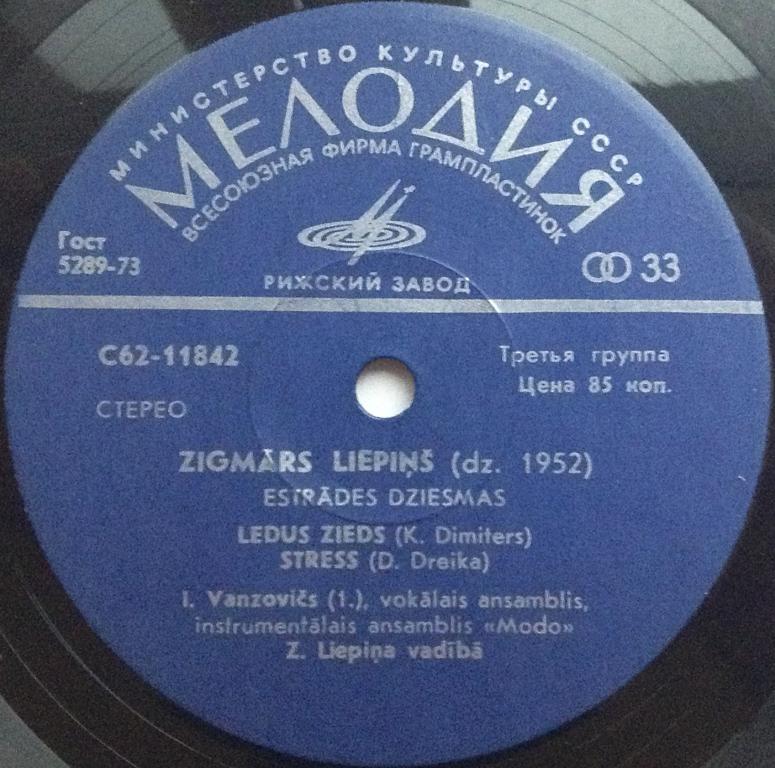 МИНИСТЕРСТВО КУЛЬТУРЫ СССР
МЕЛОДИЯ
ВСЕСОЮЗНАЯ ФИРМА ГРАМПЛАСТИНОК
Гост
5289-73
33
РИЖСКИЙ ЗАВОД
С62-11842
Третья группа
Цена 85 коп.
СТЕРЕО
ZIGMĀRS LIEPIŅŠ (dz. 1952)
ESTRĀDES DZIESMAS
LEDUS ZIEDS (K. Dimiters)
STRESS (D. Dreika)
I. Vanzovičs (1.), vokālais ansamblis,
instrumentālais ansamblis «Modo»
Z. Liepiņa vadībā